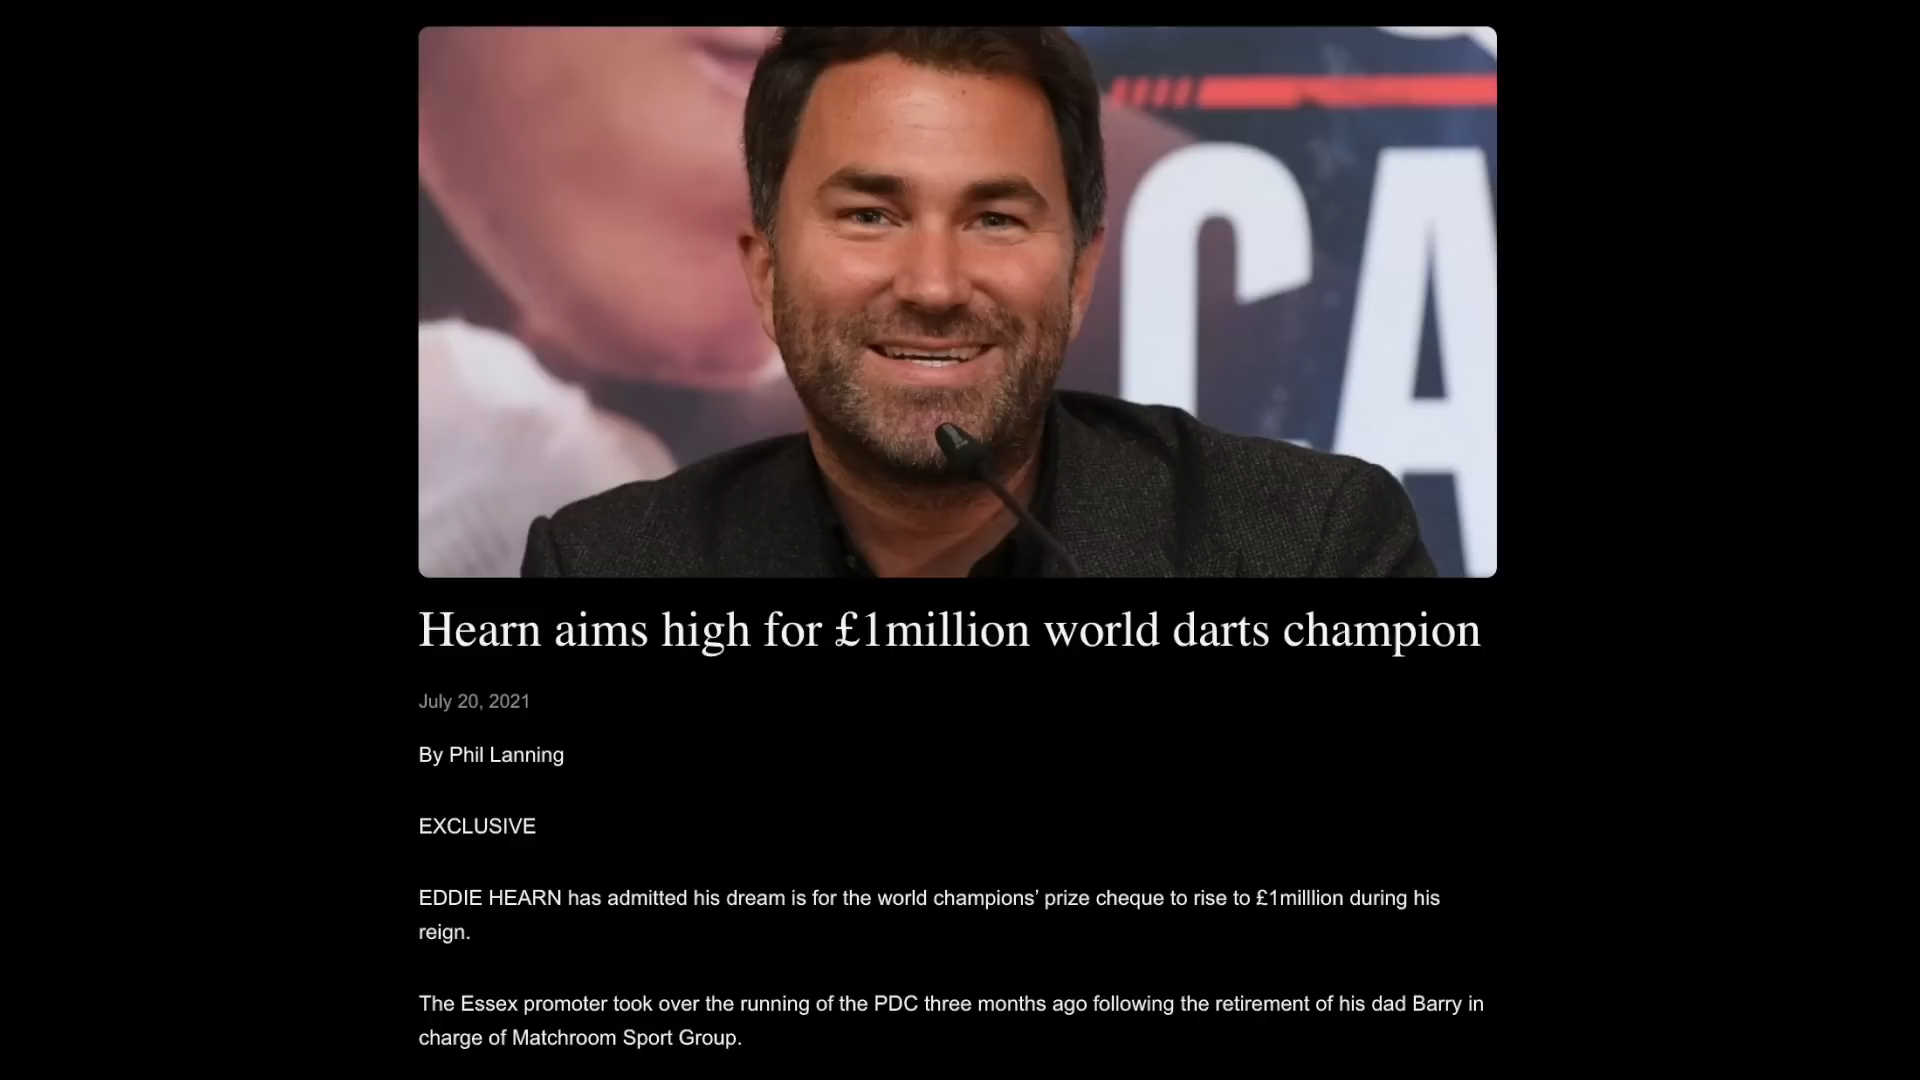 CA
Hearn aims high for £1million world darts champion
July 20, 2021
By Phil Lanning
EXCLUSIVE
EDDIE HEARN has admitted his dream is for the world champions’ prize cheque to rise to £1milllion during his
reign.
The Essex promoter took over the running of the PDC three months ago following the retirement of his dad Barry in
charge of Matchroom Sport Group.